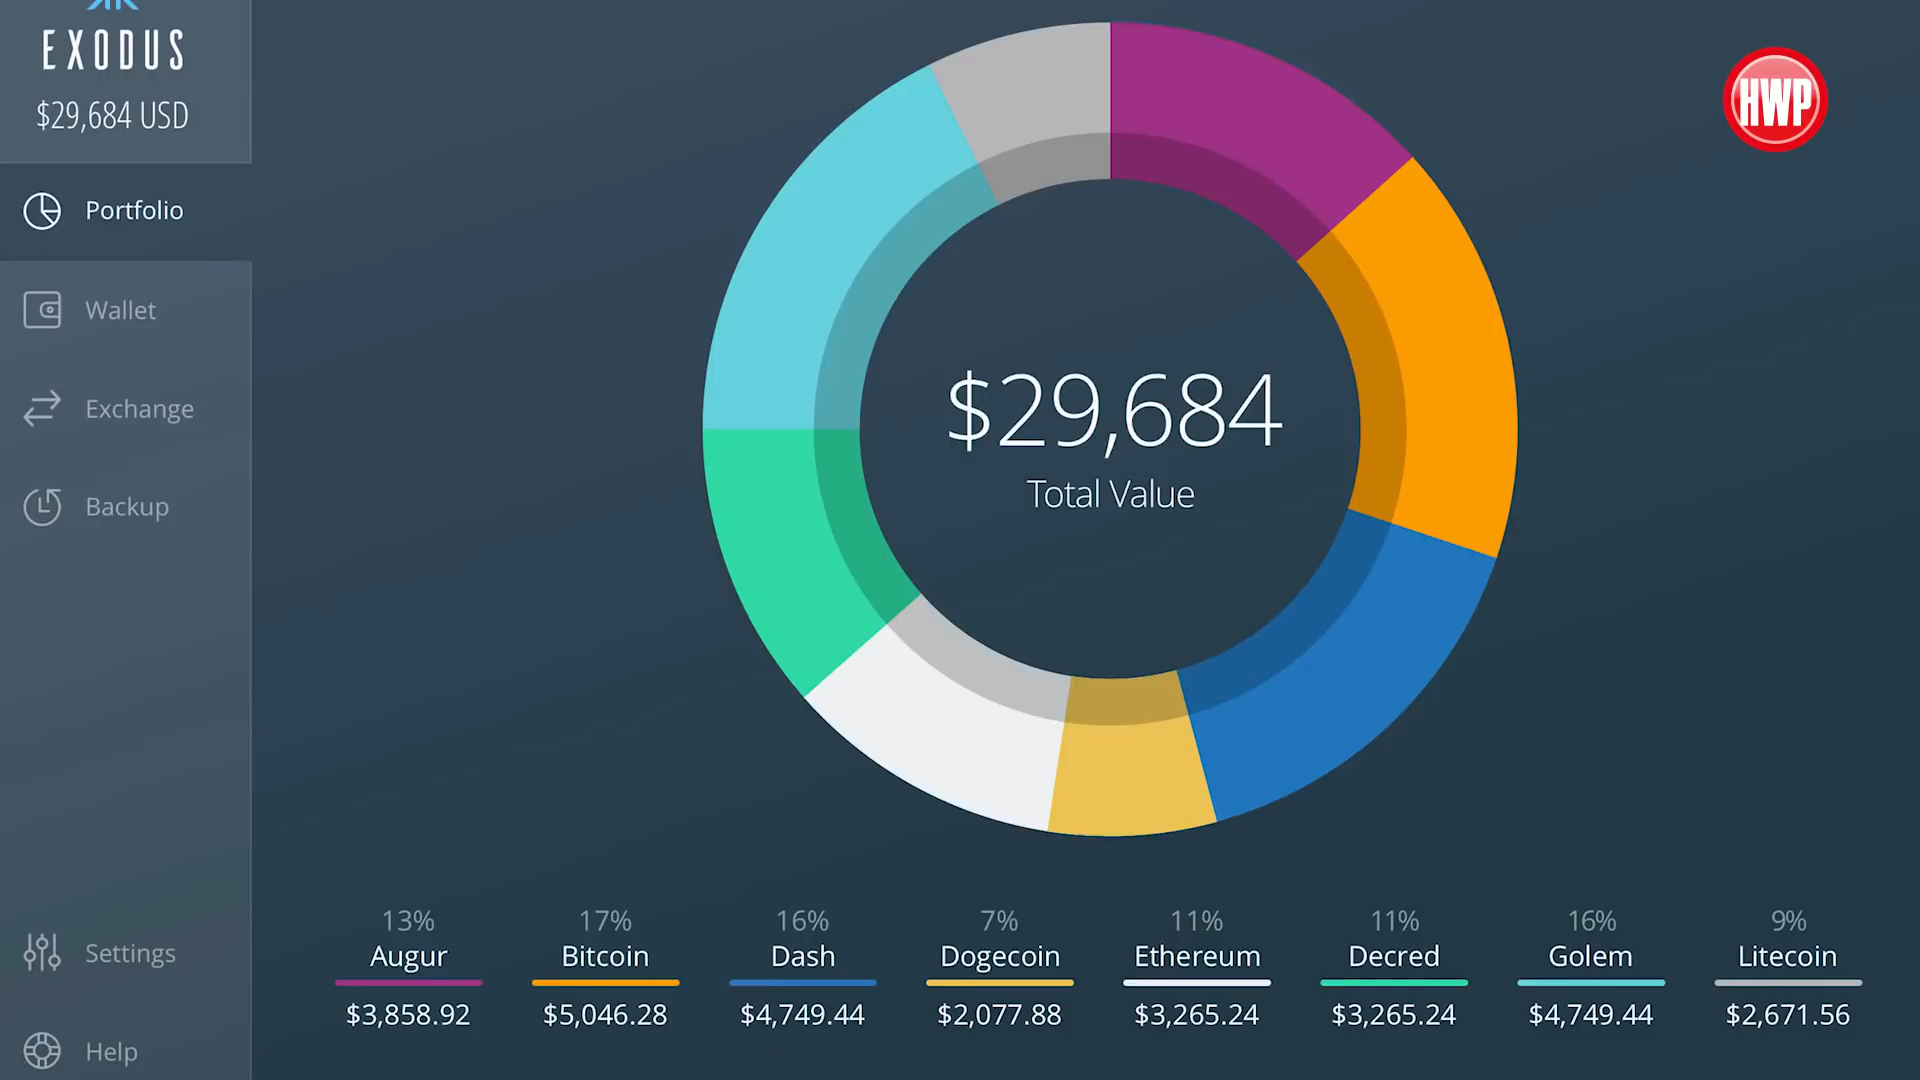 EXODUS
$29,684 USD
Portfolio
Wallet
Exchange
Backup
Settings
Help
HWP
$29,684
Total Value
13%
Augur
$3,858.92
17%
Bitcoin
$5,046.28
16%
Dash
$4,749.44
7%
Dogecoin
$2,077.88
11%
Ethereum
$3,265.24
11%
Decred
$3,265.24
16%
Golem
$4,749.44
9%
Litecoin
$2,671.56